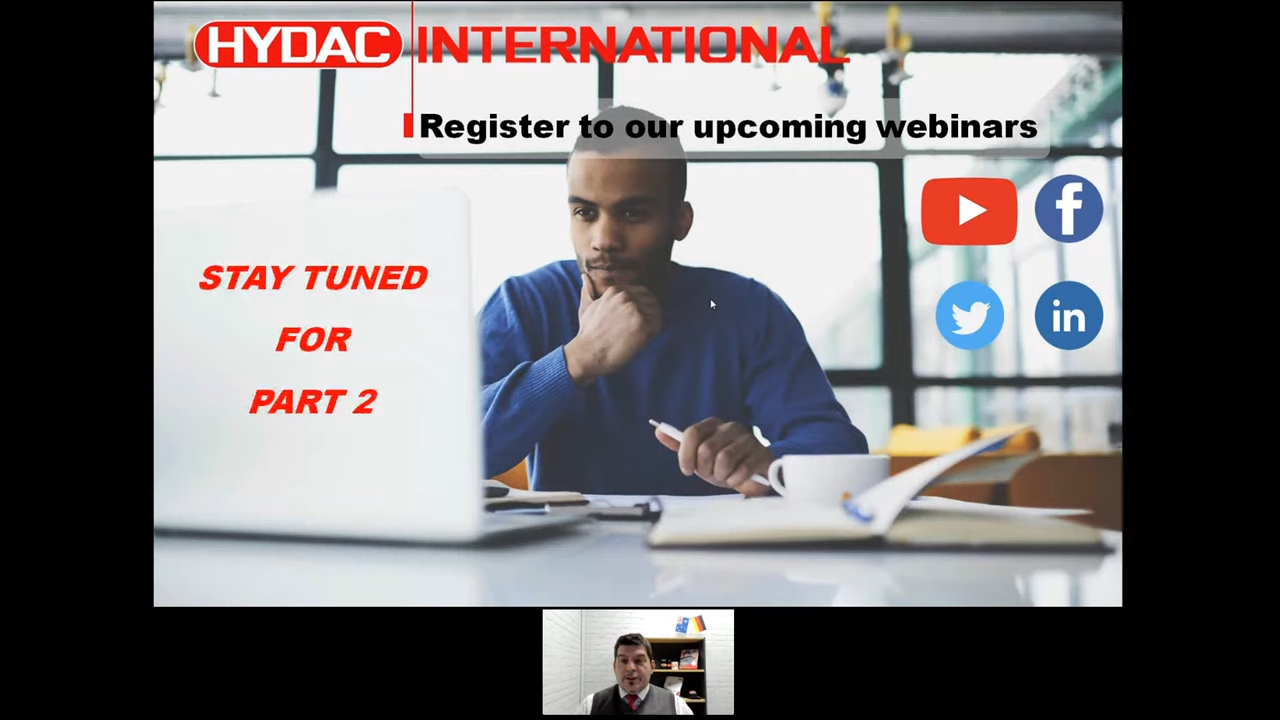 HYDAC INTERNATIONAL
Register to our upcoming webinars
STAY TUNED
FOR
PART 2
f
in